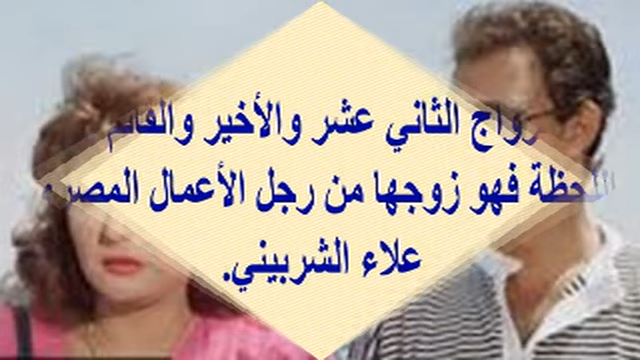 زواج الثاني عشر والأخير والقائم
اللحظة فهو زوجها من رجل الأعمال المصري
علاء الشربيني.